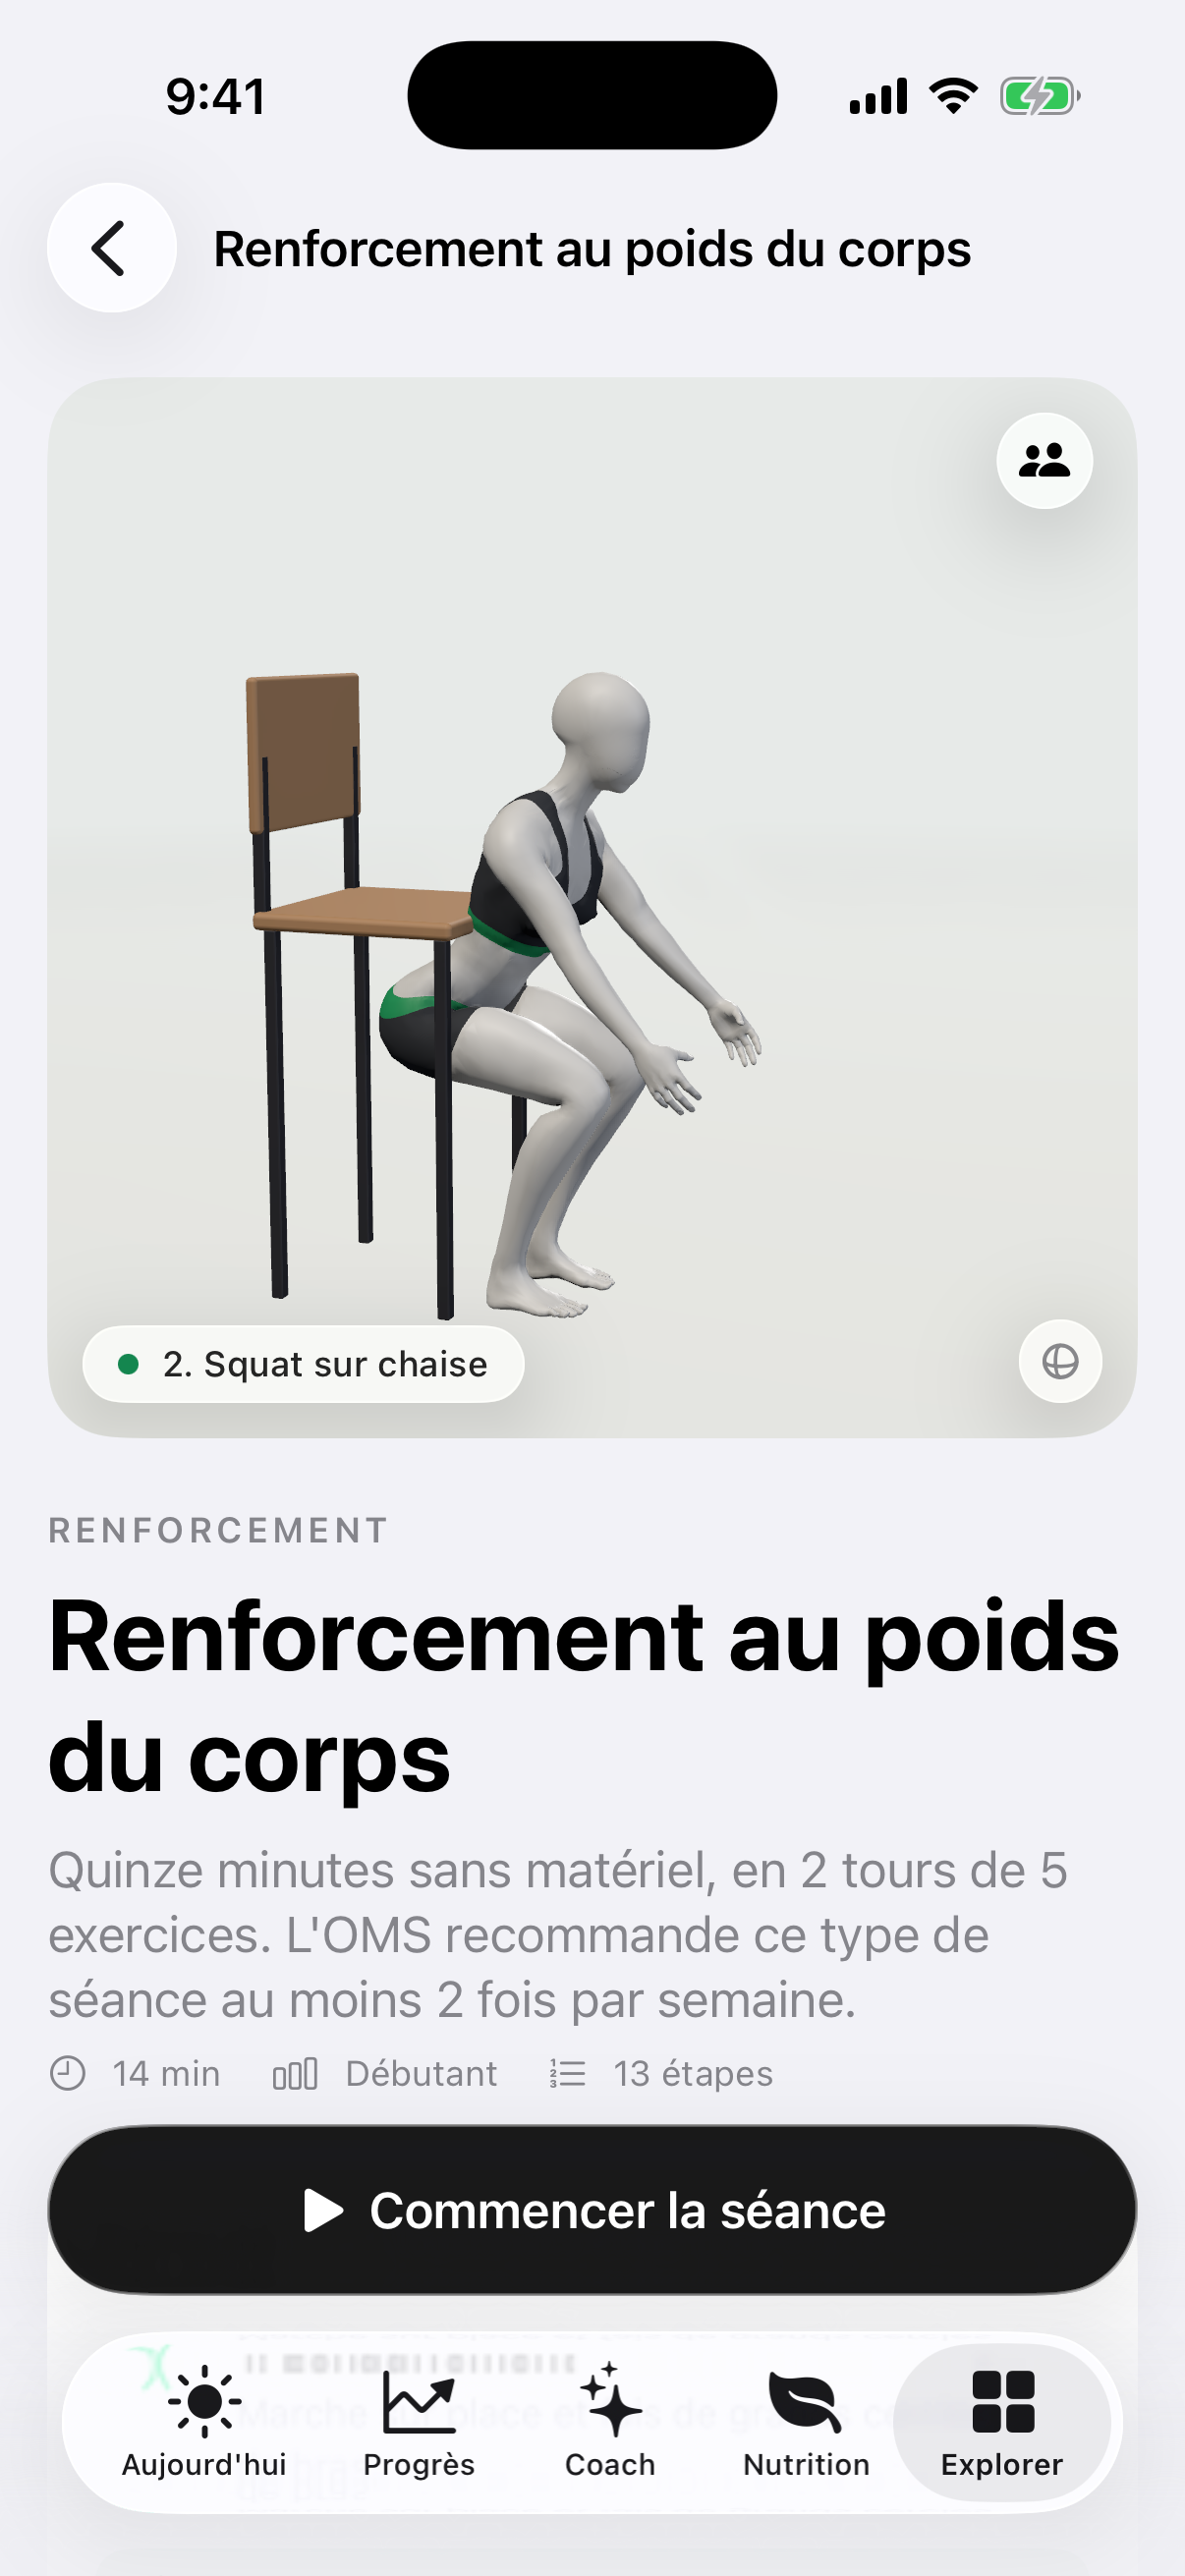 9:41
Renforcement au poids du corps
2. Squat sur chaise
RENFORCEMENT
Renforcement au poids
du corps
Quinze minutes sans matériel, en 2 tours de 5
exercices. L'OMS recommande ce type de
séance au moins 2 fois par semaine.
14 min Débutant 13 étapes
Commencer la séance
Aujourd'hui Progrès Coach Nutrition Explorer